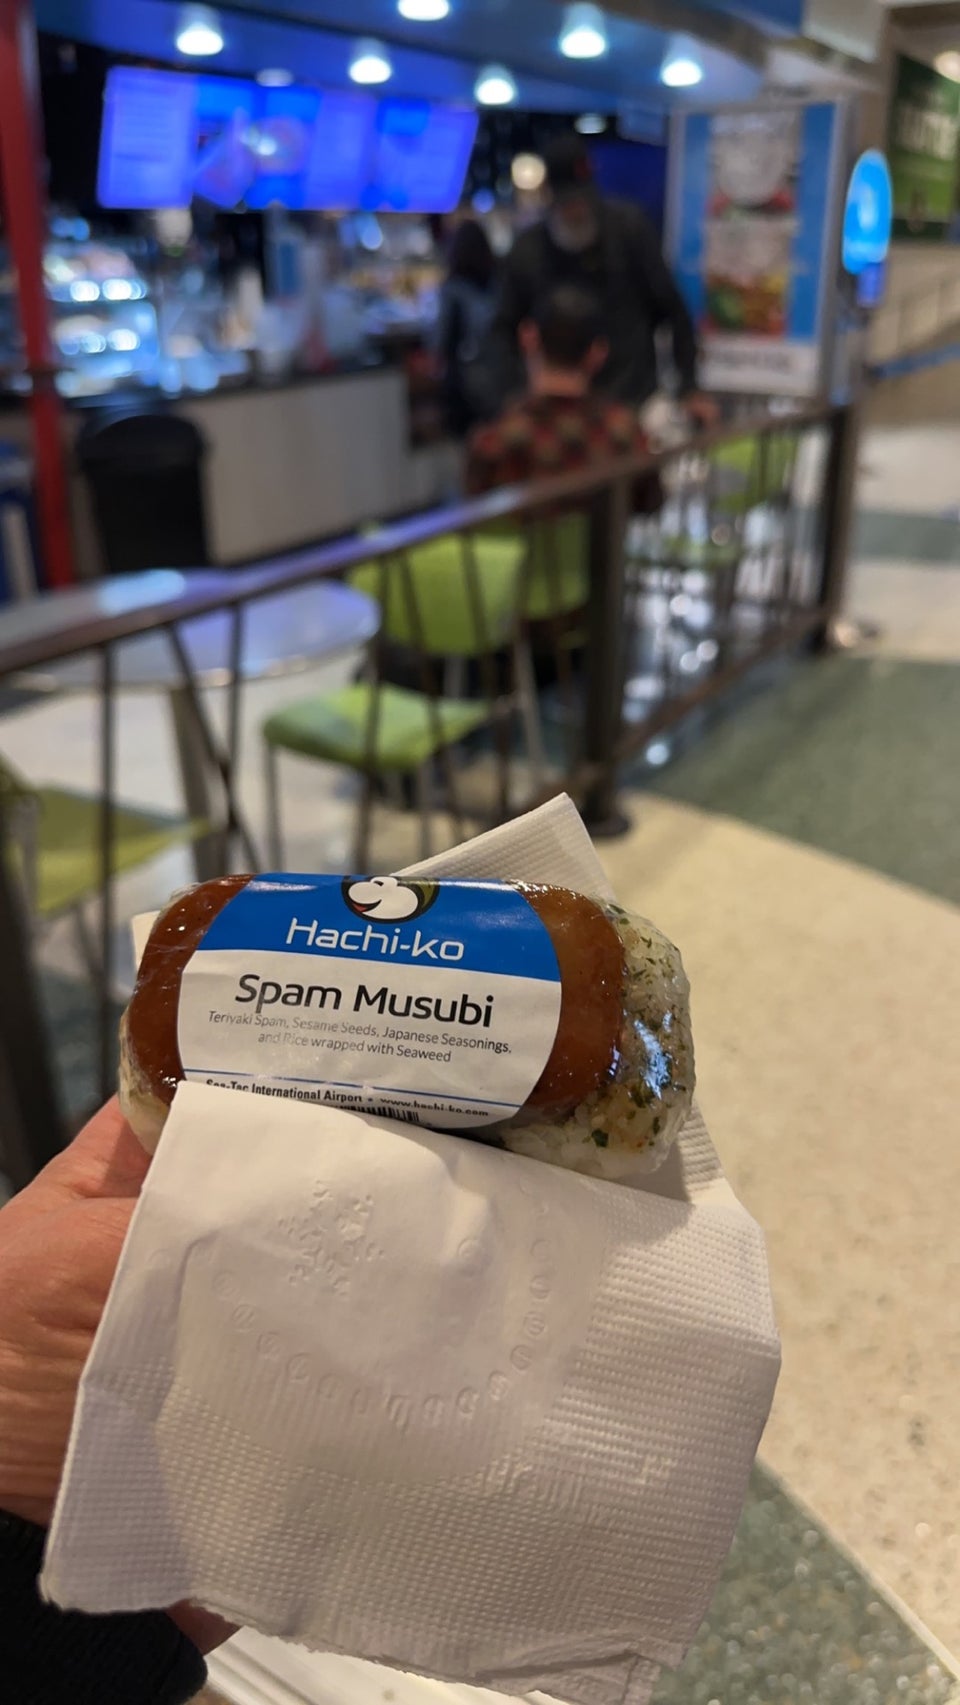 Hachi-ko
Spam Musubi
Teriyaki Spam, Sesame Seeds, Japanese Seasonings,
and Rice wrapped with Seaweed
Sea-Tac International Airport • www.hachi-ko.com